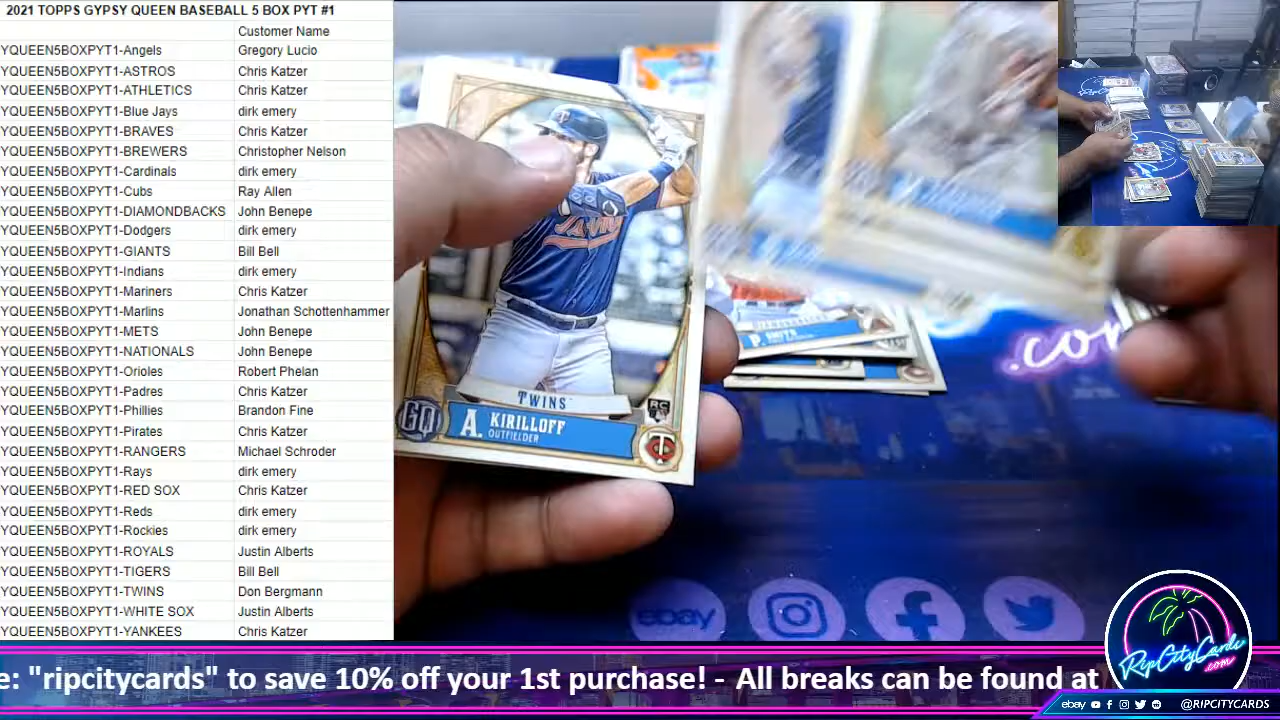 2021 TOPPS GYPSY QUEEN BASEBALL 5 BOX PYT #1
Customer Name
YQUEEN5BOXPYT1-Angels Gregory Lucio
YQUEEN5BOXPYT1-ASTROS Chris Katzer
YQUEEN5BOXPYT1-ATHLETICS Chris Katzer
YQUEEN5BOXPYT1-Blue Jays dirk emery
YQUEEN5BOXPYT1-BRAVES Chris Katzer
YQUEEN5BOXPYT1-BREWERS Christopher Nelson
YQUEEN5BOXPYT1-Cardinals dirk emery
YQUEEN5BOXPYT1-Cubs Ray Allen
YQUEEN5BOXPYT1-DIAMONDBACKS John Benepe
YQUEEN5BOXPYT1-Dodgers dirk emery
YQUEEN5BOXPYT1-GIANTS Bill Bell
YQUEEN5BOXPYT1-Indians dirk emery
YQUEEN5BOXPYT1-Mariners Chris Katzer
YQUEEN5BOXPYT1-Marlins Jonathan Schottenhammer
YQUEEN5BOXPYT1-METS John Benepe
YQUEEN5BOXPYT1-NATIONALS John Benepe
YQUEEN5BOXPYT1-Orioles Robert Phelan
YQUEEN5BOXPYT1-Padres Chris Katzer
YQUEEN5BOXPYT1-Phillies Brandon Fine
YQUEEN5BOXPYT1-Pirates Chris Katzer
YQUEEN5BOXPYT1-RANGERS Michael Schroder
YQUEEN5BOXPYT1-Rays dirk emery
YQUEEN5BOXPYT1-RED SOX Chris Katzer
YQUEEN5BOXPYT1-Reds dirk emery
YQUEEN5BOXPYT1-Rockies dirk emery
YQUEEN5BOXPYT1-ROYALS Justin Alberts
YQUEEN5BOXPYT1-TIGERS Bill Bell
YQUEEN5BOXPYT1-TWINS Don Bergmann
YQUEEN5BOXPYT1-WHITE SOX Justin Alberts
YQUEEN5BOXPYT1-YANKEES Chris Katzer
TWINS
TWINS
RC
GQ
A. KIRILLOFF
OUTFIELDER
T C
DIAMONDBACKS
P. SMITH
.com
ebay
e: "ripcitycards" to save 10% off your 1st purchase! - All breaks can be found at
RipCityCards
.com
ebay @RIPCITYCARDS